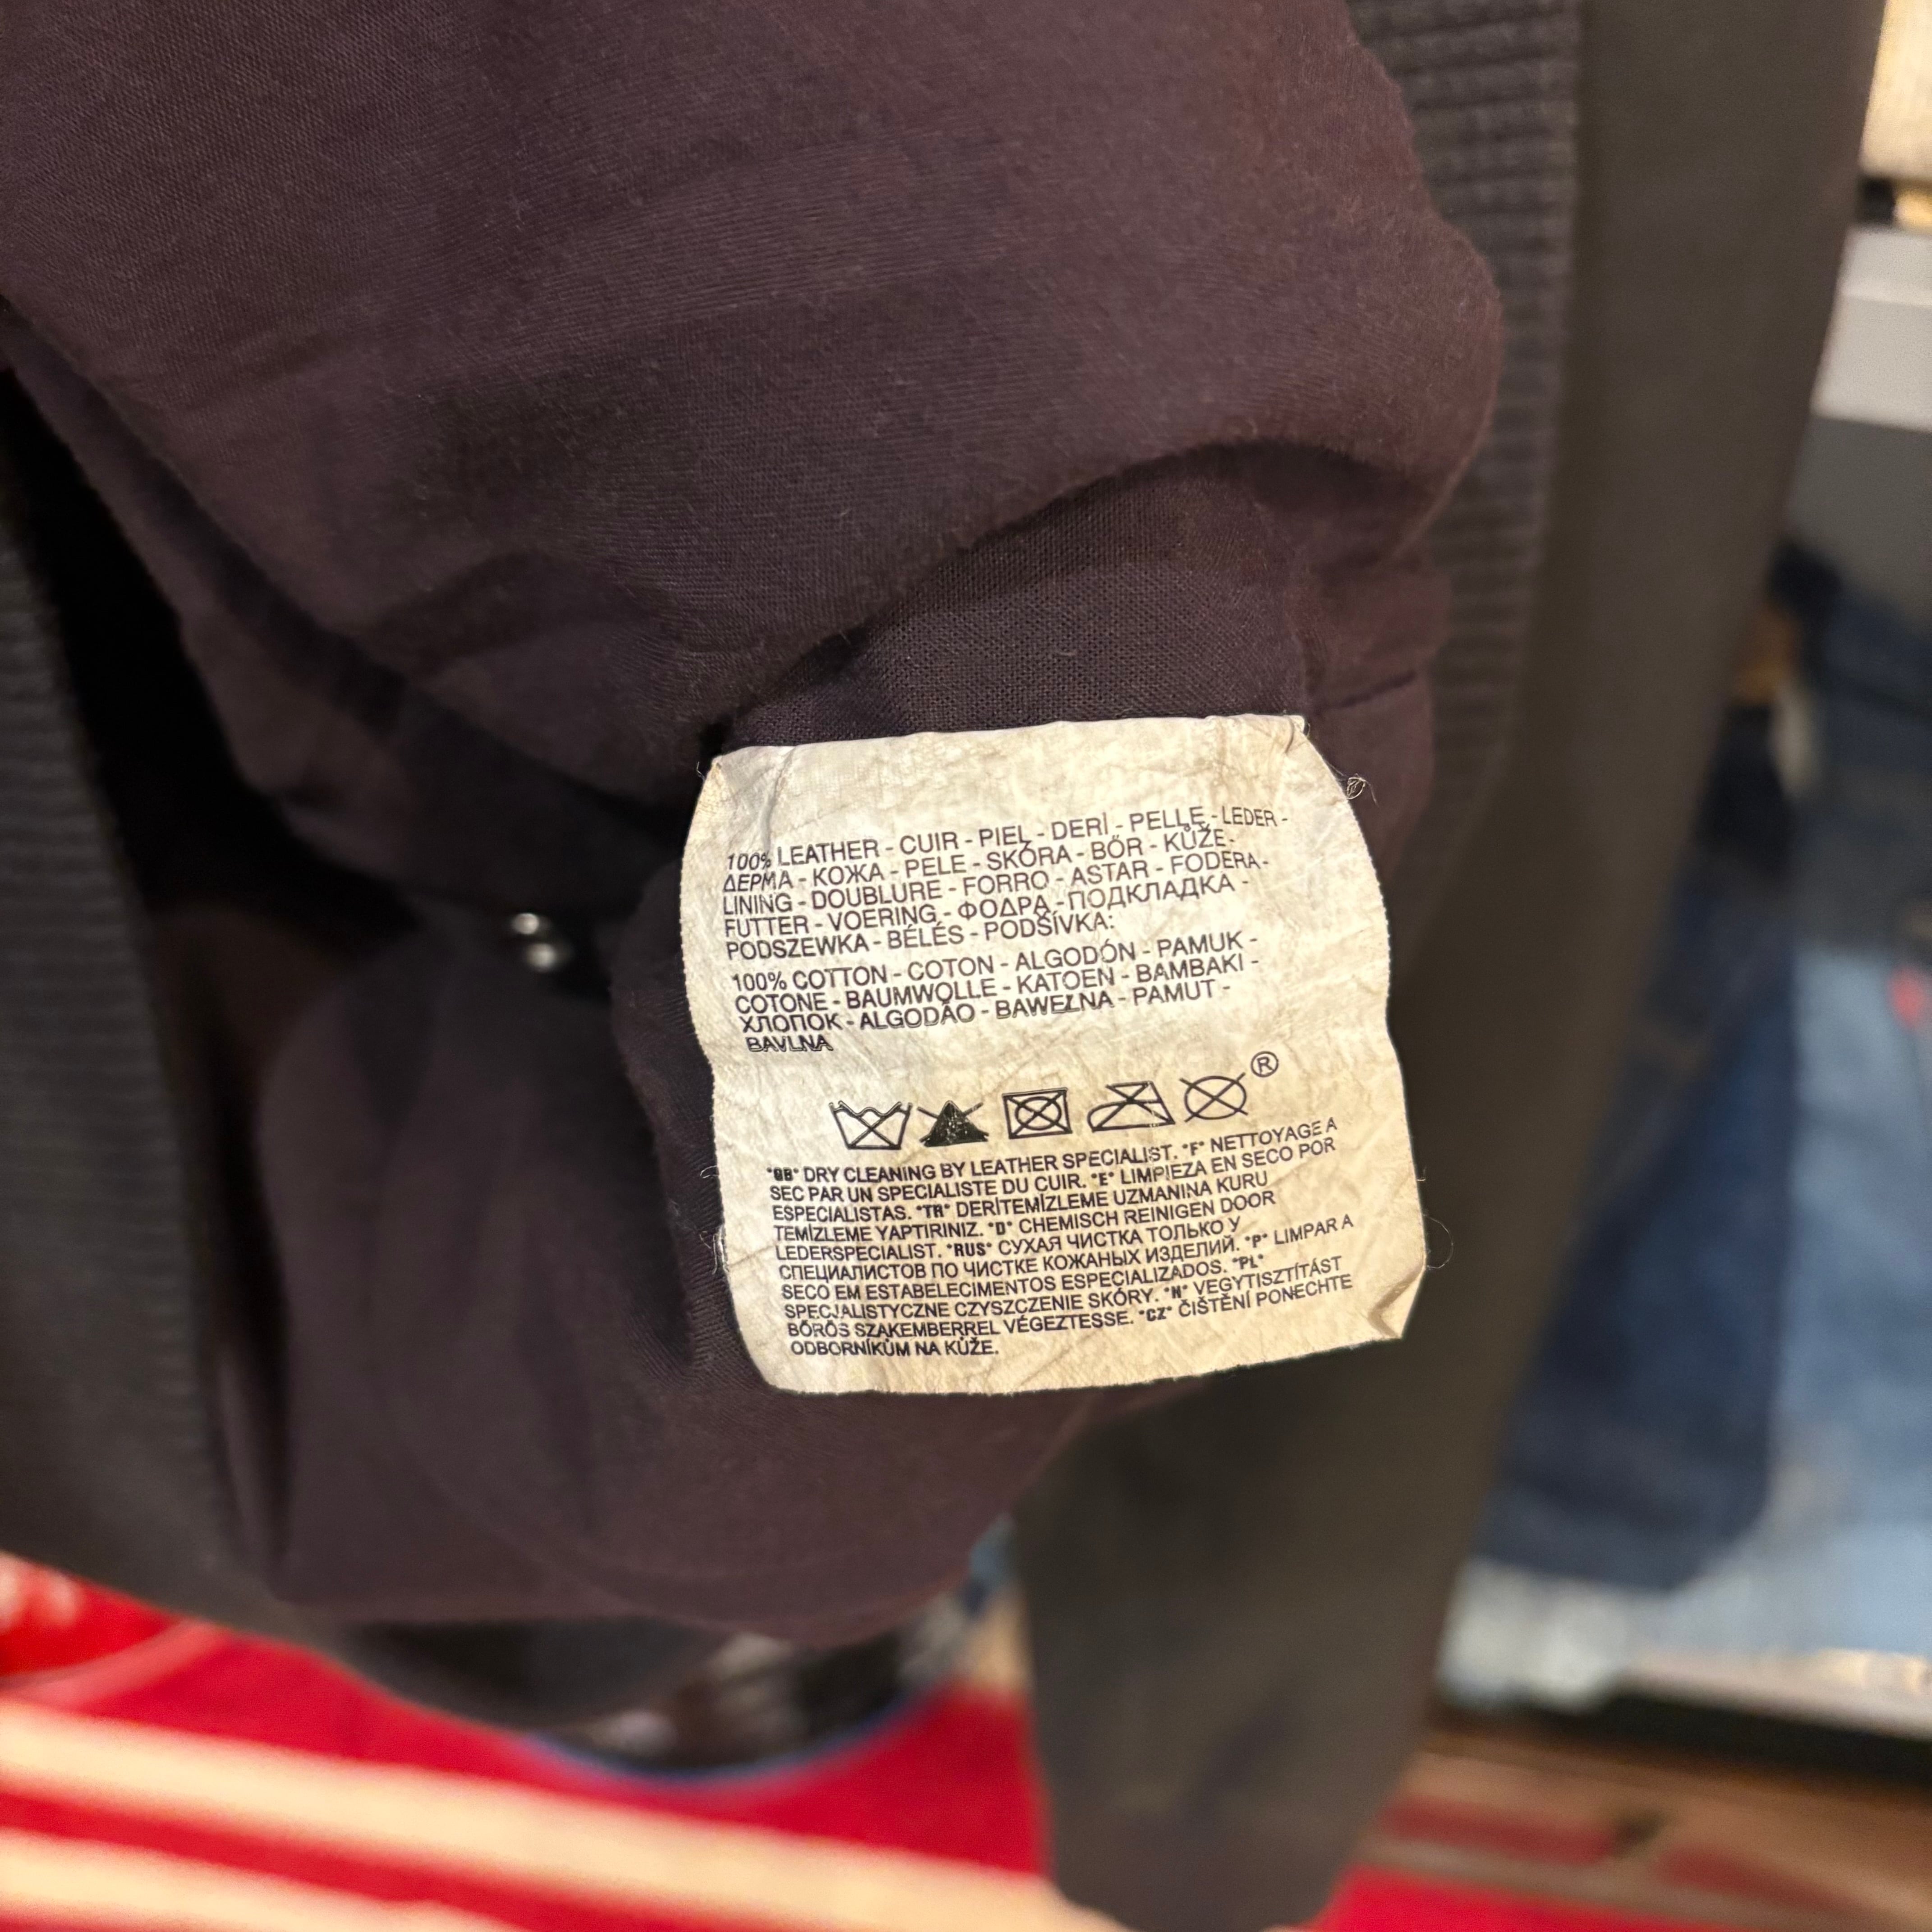 100% LEATHER - CUIR - PIEL - DERİ - PELLE - LEDER -
ΔΕΡΜΑ - КОЖА - PELE - SKÓRA - BŐR - KŮŽE-
LINING - DOUBLURE - FORRO - ASTAR - FODERA-
FUTTER - VOERING - ΦΟΔΡΑ -ПОДКЛАДКА -
PODSZEWKA - BÉLÉS - PODŠÍVKA:
100% COTTON - COTON - ALGODÓN - PAMUK -
COTONE - BAUMWOLLE - KATOEN - BAMBAKI -
ХЛОПОК - ALGODÃO - BAWEŁNA - PAMUT -
BAVLNA
®
"GB" DRY CLEANING BY LEATHER SPECIALIST. "F" NETTOYAGE A
SEC PAR UN SPECIALISTE DU CUIR. "E" LIMPIEZA EN SECO POR
ESPECIALISTAS. "TR" DERİTEMİZLEME UZMANINA KURU
TEMİZLEME YAPTIRINIZ. "D" CHEMISCH REINIGEN DOOR
LEDERSPECIALIST. "RUS" СУХАЯ ЧИСТКА ТОЛЬКО У
СПЕЦИАЛИСТОВ ПО ЧИСТКЕ КОЖАНЫХ ИЗДЕЛИЙ. "P" LIMPAR A
SECO EM ESTABELECIMENTOS ESPECIALIZADOS. "PL"
SPECJALISTYCZNE CZYSZCZENIE SKÓRY. "H" VEGYTISZTÍTÁST
BŐRÖS SZAKEMBERREL VÉGEZTESSE. "CZ" ČIŠTĚNÍ PONECHTE
ODBORNÍKŮM NA KŮŽE.